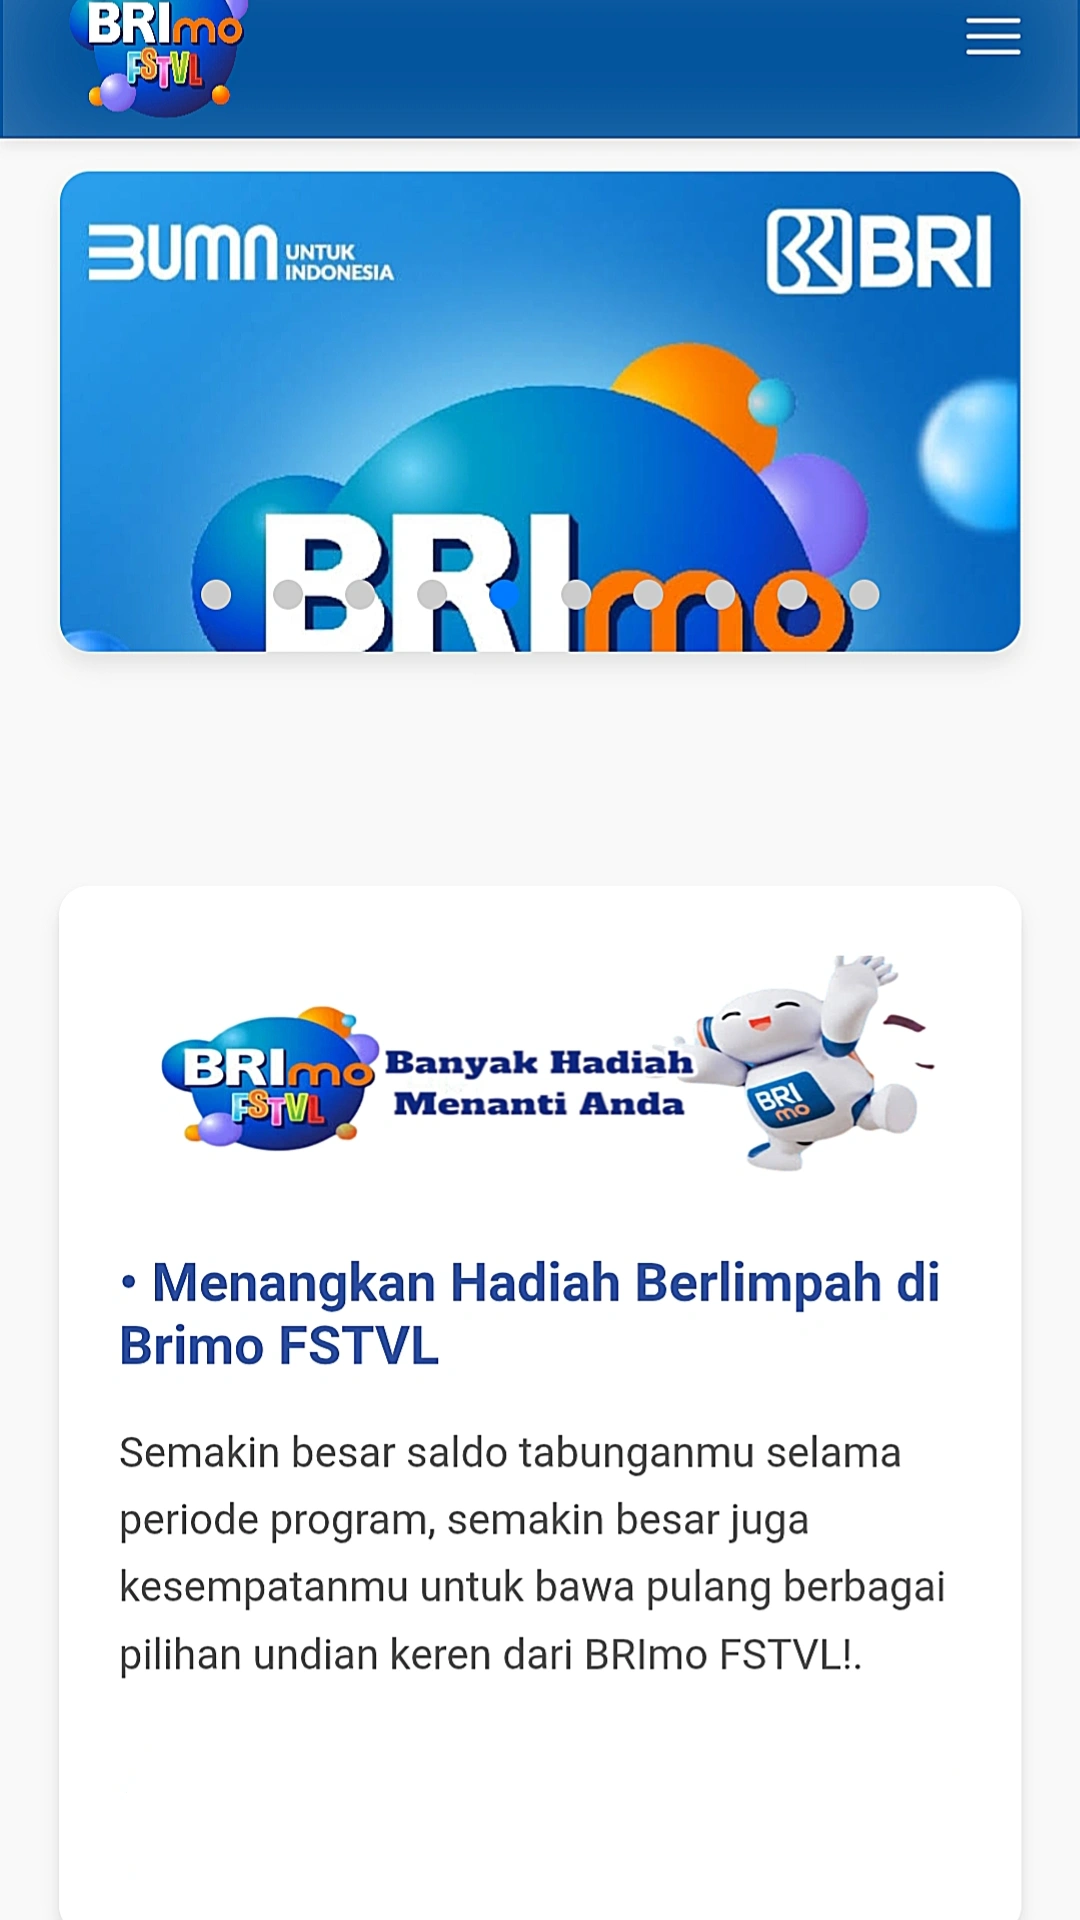 BRImo
FSTVL
BUMN UNTUK
INDONESIA
BRI
BRImo
BRImo
FSTVL
Banyak Hadiah
Menanti Anda
BRI
mo
• Menangkan Hadiah Berlimpah di
Brimo FSTVL
Semakin besar saldo tabunganmu selama
periode program, semakin besar juga
kesempatanmu untuk bawa pulang berbagai
pilihan undian keren dari BRImo FSTVL!.